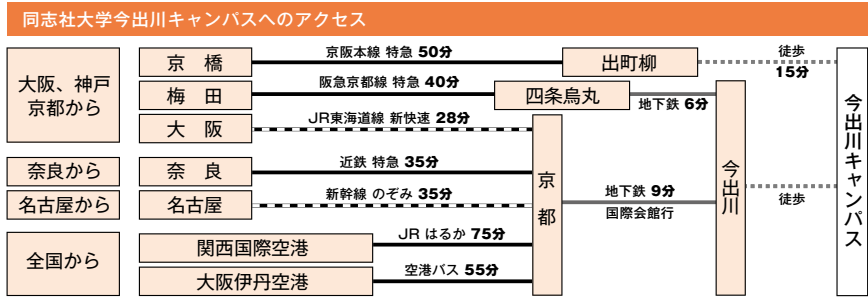 同志社大学今出川キャンパスへのアクセス
大阪、神戸
京都から
京　橋
京阪本線 特急 50分
出町柳
徒歩
15分
梅　田
阪急京都線 特急 40分
四条烏丸
地下鉄 6分
大　阪
JR東海道線 新快速 28分
奈良から
奈　良
近鉄 特急 35分
名古屋から
名古屋
新幹線 のぞみ 35分
京都
地下鉄 9分
国際会館行
今出川
徒歩
今出川キャンパス
全国から
関西国際空港
JR はるか 75分
大阪伊丹空港
空港バス 55分